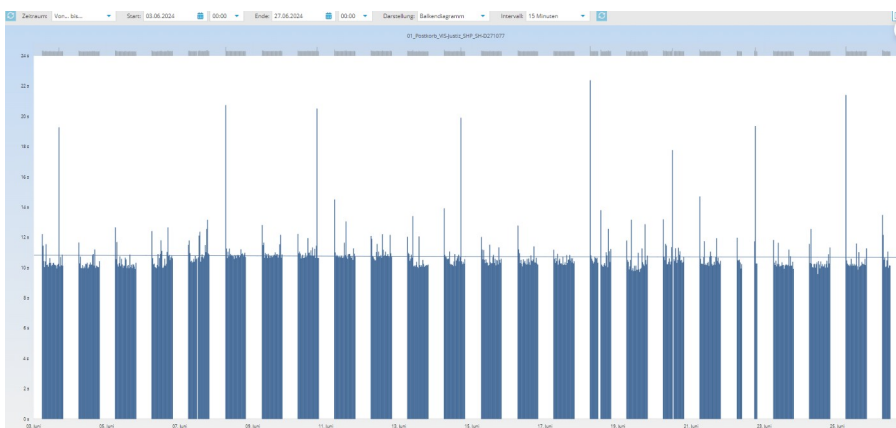 Zeitraum: Von... bis... Start: 03.06.2024 00:00 Ende: 27.06.2024 00:00 Darstellung: Balkendiagramm Intervall: 15 Minuten
01_Postkorb_VIS-Justiz_SHP_SH-D271077
24 s
22 s
20 s
18 s
16 s
14 s
12 s
10 s
8 s
6 s
4 s
2 s
0 s
03. Juni 05. Juni 07. Juni 09. Juni 11. Juni 13. Juni 15. Juni 17. Juni 19. Juni 21. Juni 23. Juni 25. Juni